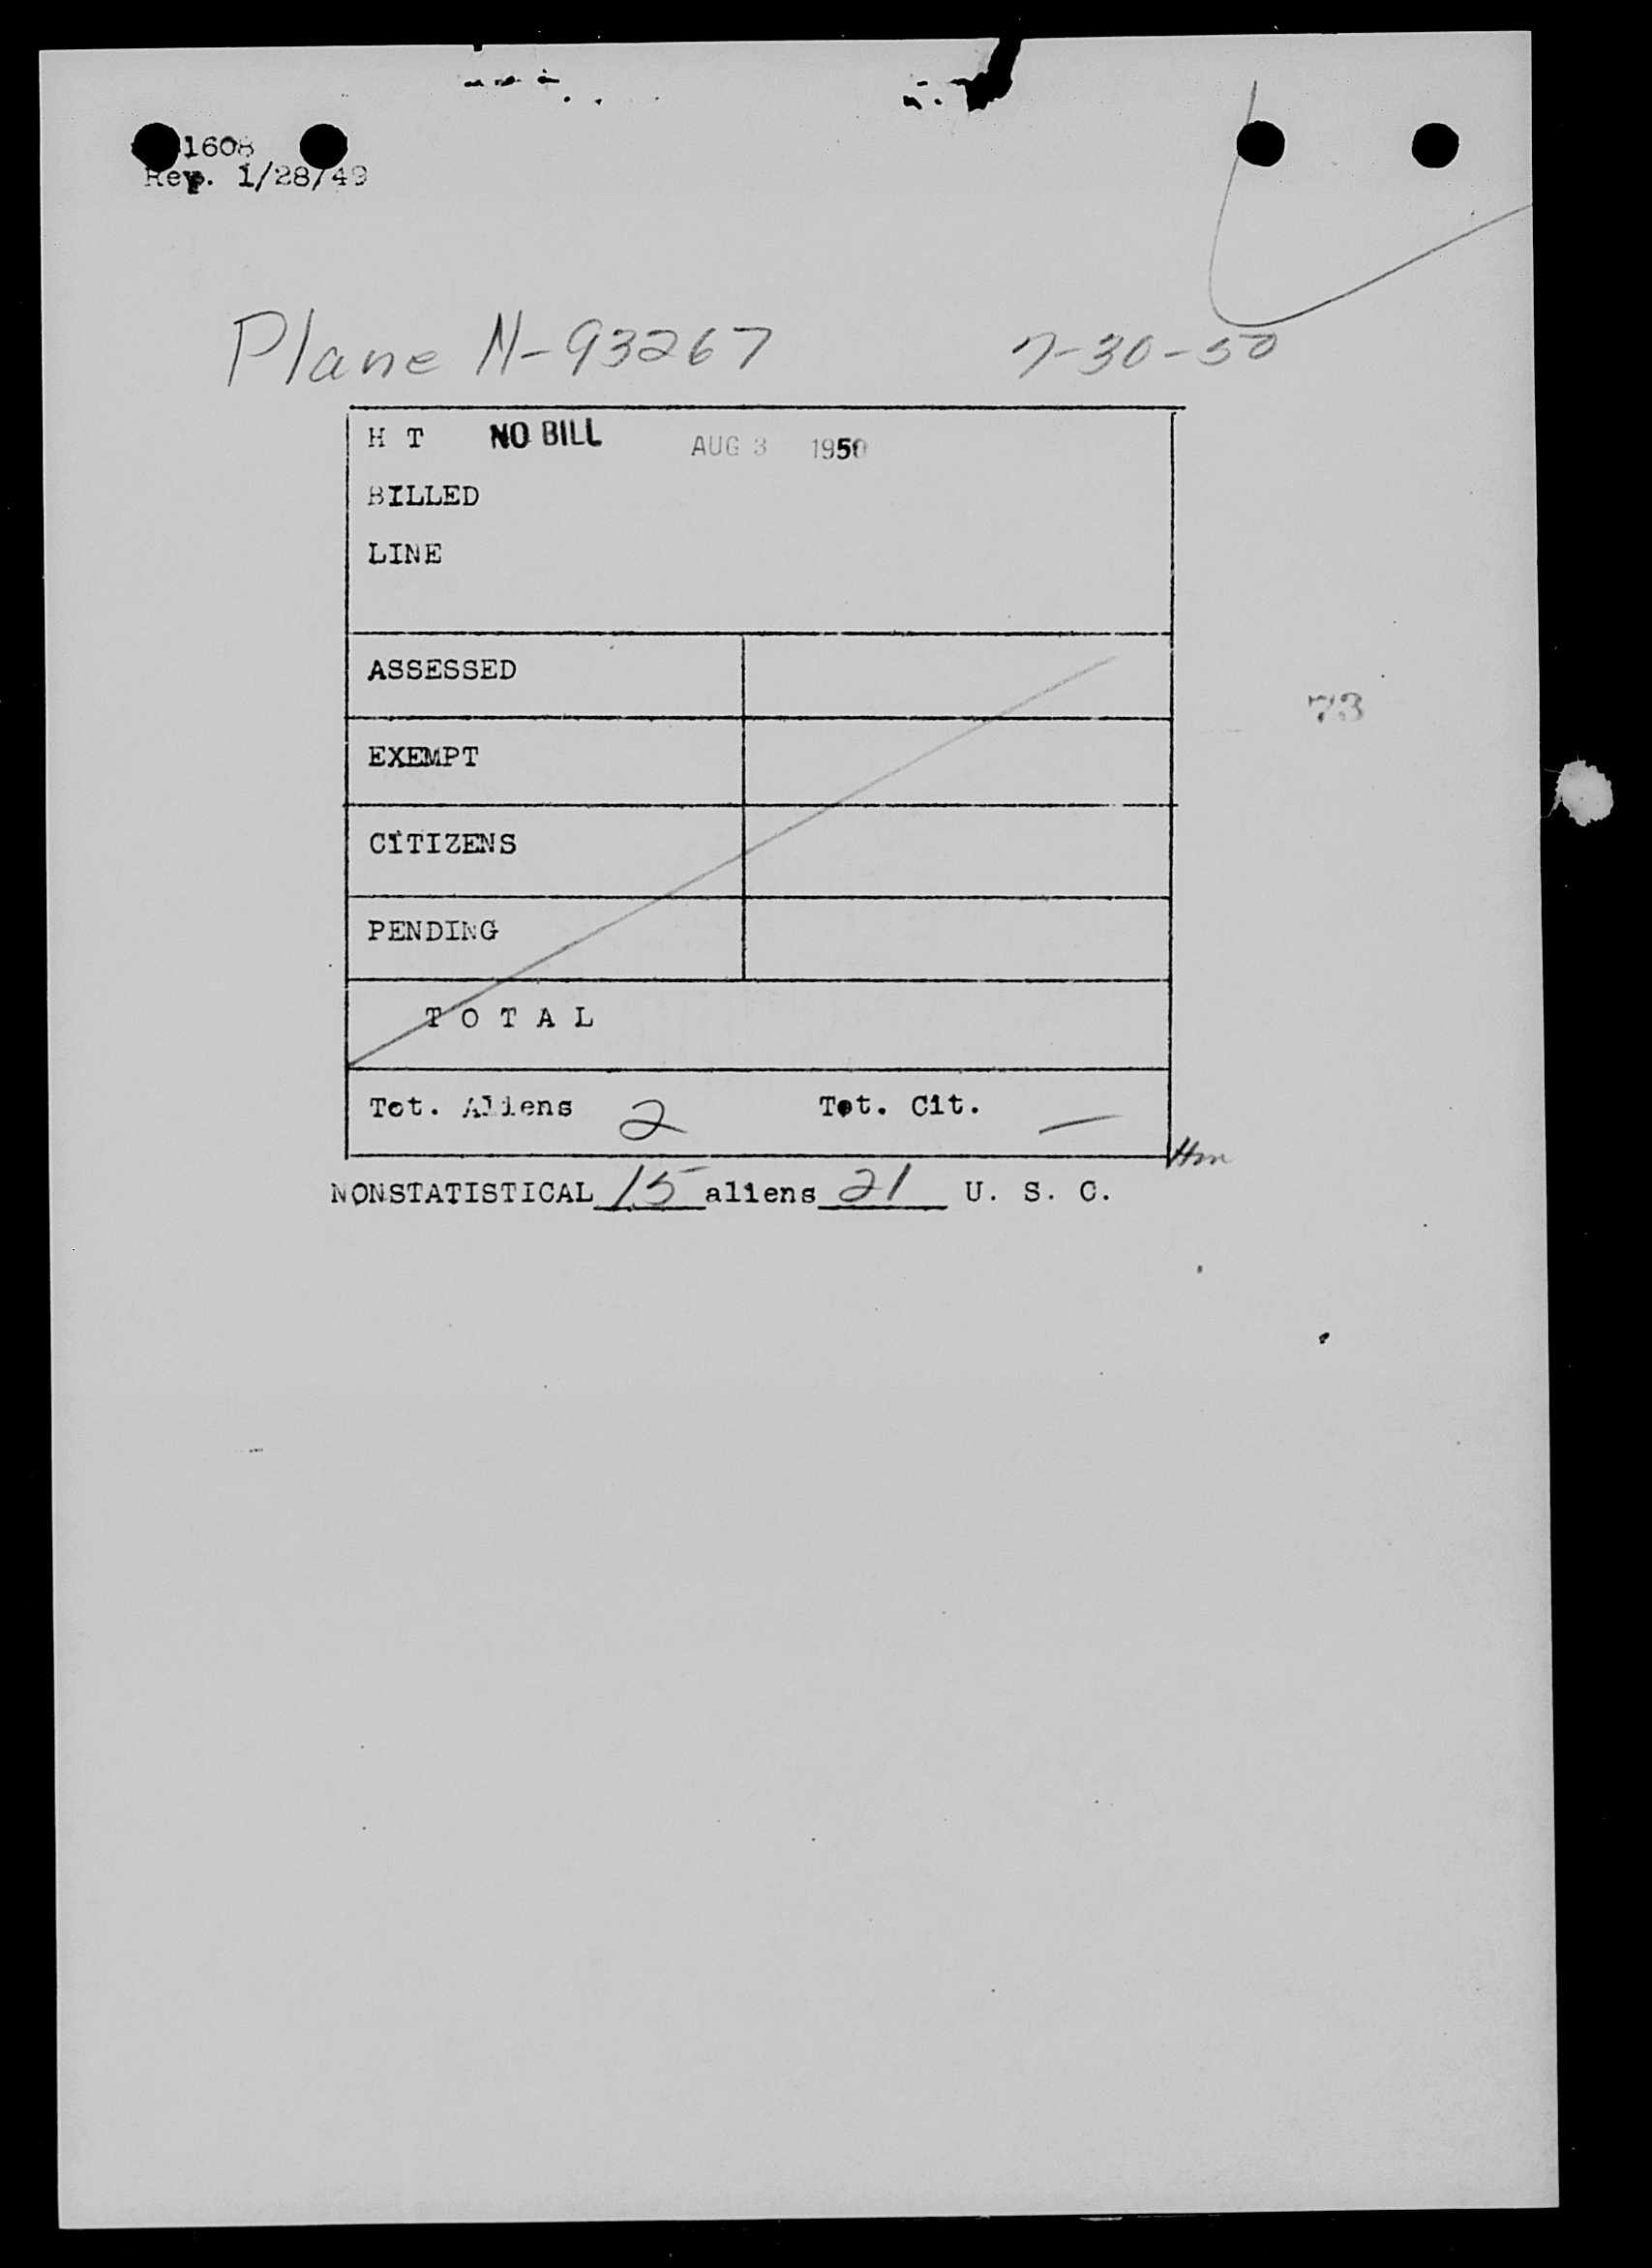 1608
Rev. 1/28/49
Plane N-93267 7-30-50
H T NO BILL AUG 3 1950
BILLED
LINE
ASSESSED
73
EXEMPT
CITIZENS
PENDING
T O T A L
Tot. Aliens 2 Tot. Cit. —
NONSTATISTICAL 15 aliens 21 U. S. C.